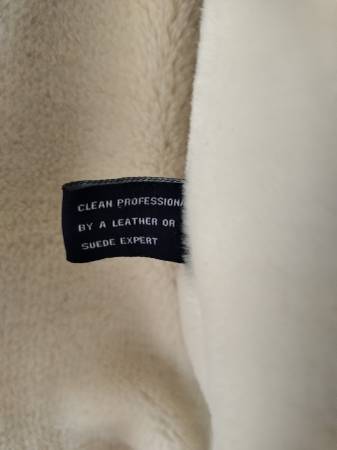 CLEAN PROFESSIONA
BY A LEATHER OR
SUEDE EXPERT